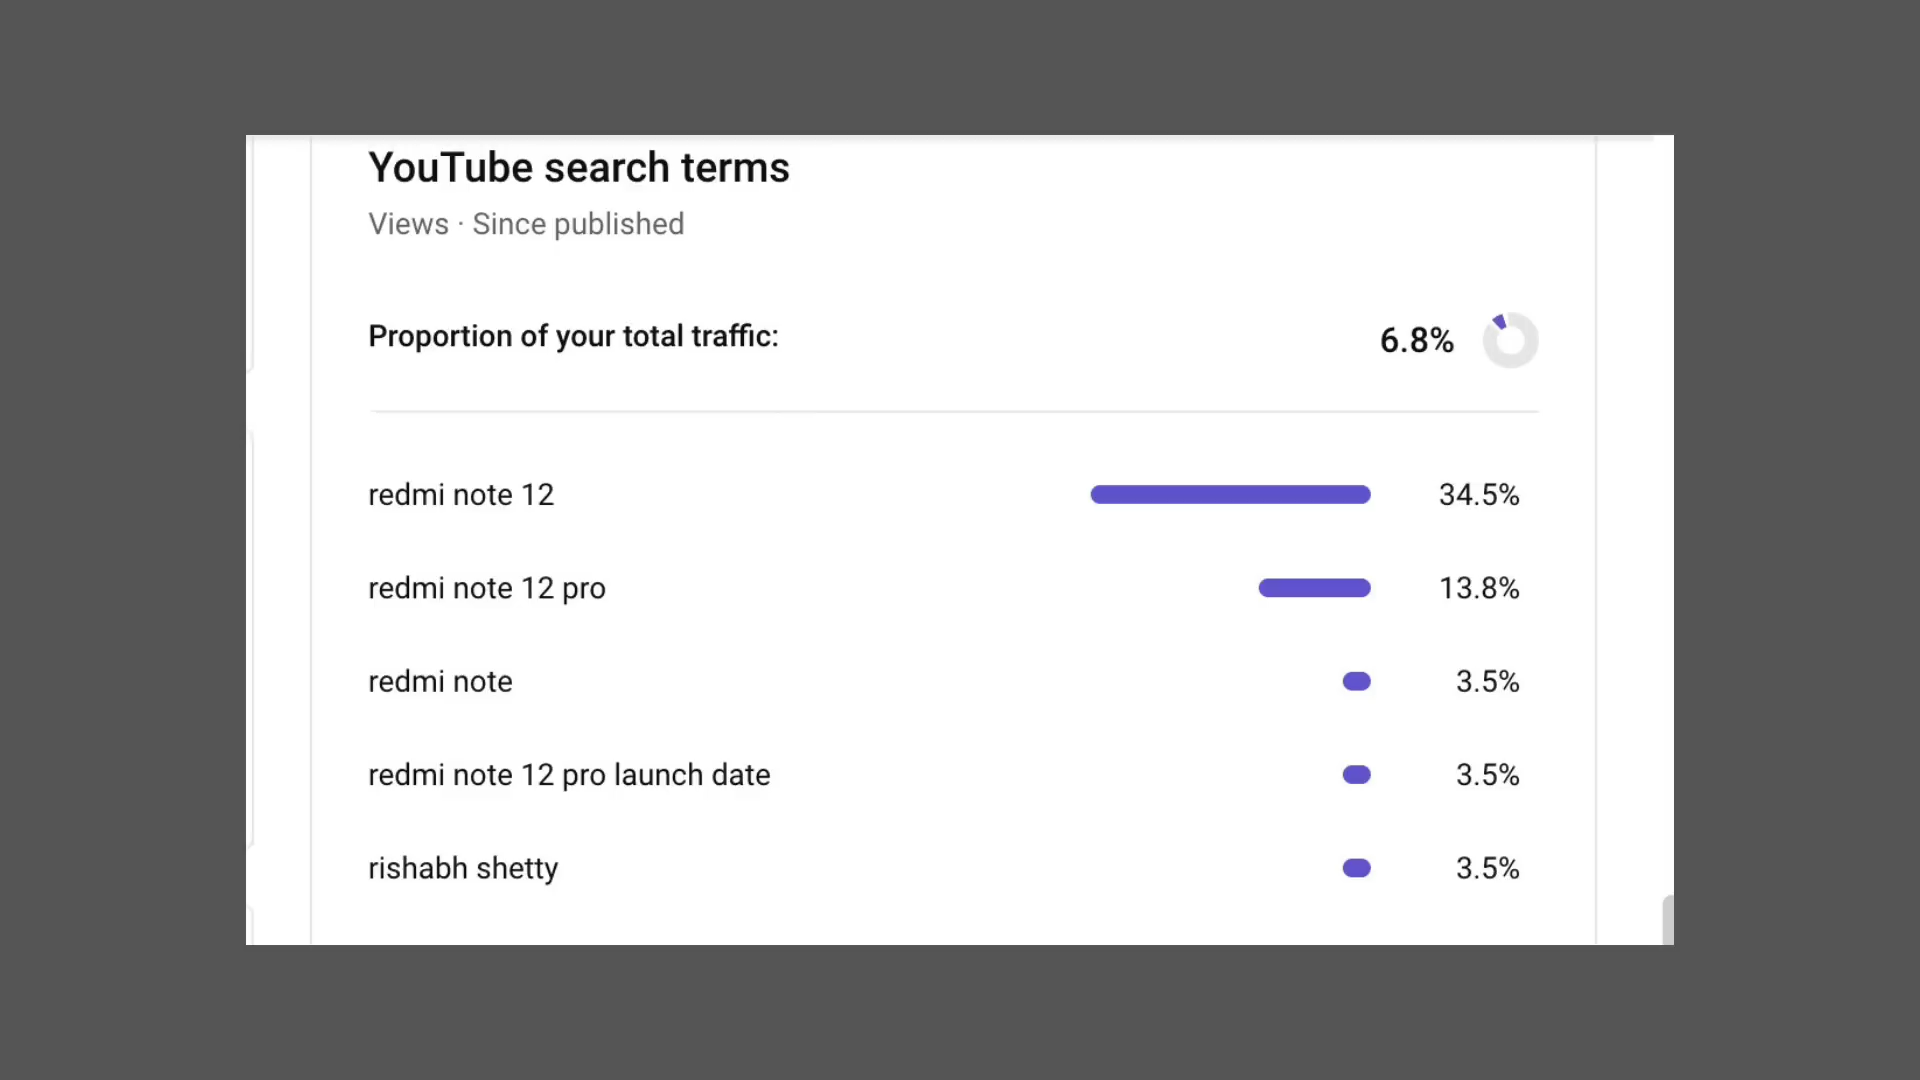 YouTube search terms
Views · Since published
Proportion of your total traffic: 6.8%
redmi note 12 34.5%
redmi note 12 pro 13.8%
redmi note 3.5%
redmi note 12 pro launch date 3.5%
rishabh shetty 3.5%